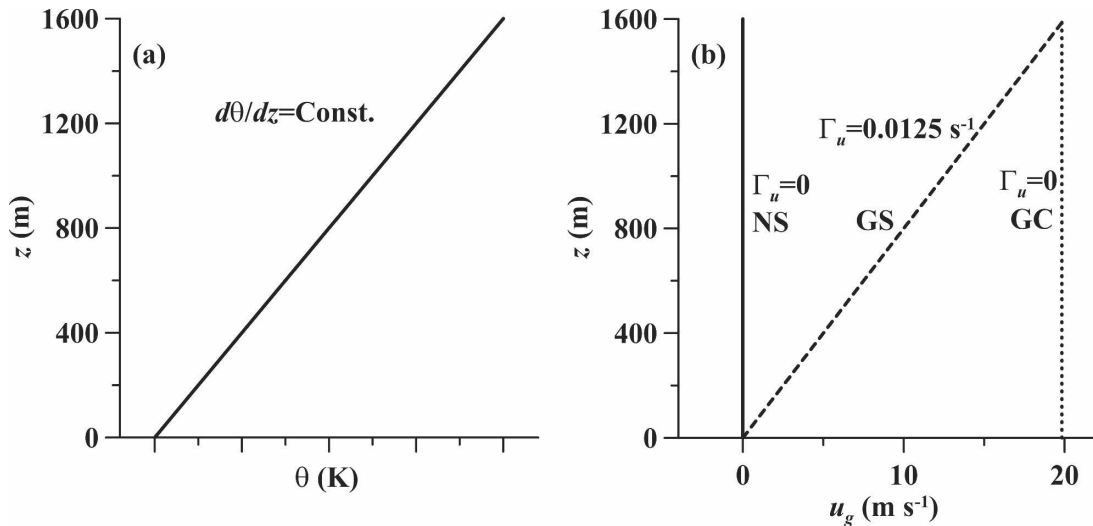 1600
(a)
dθ/dz=Const.
1200
z (m)
800
400
0
θ (K)
1600
(b)
Γu=0.0125 s⁻¹
1200
Γu=0
NS
GS
Γu=0
GC
z (m)
800
400
0
0
10
20
ug (m s⁻¹)